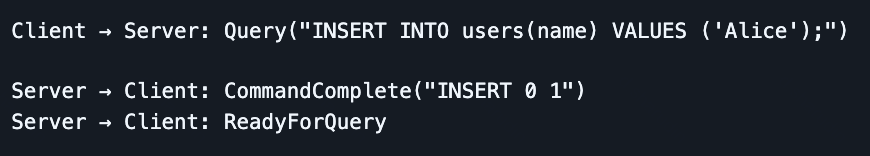 Client → Server: Query("INSERT INTO users(name) VALUES ('Alice');")
Server → Client: CommandComplete("INSERT 0 1")
Server → Client: ReadyForQuery